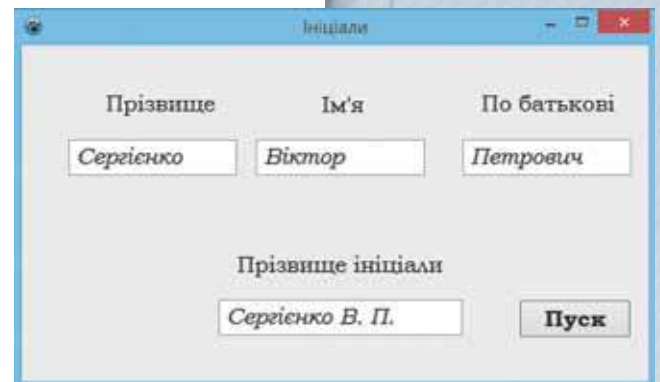 Ініціали
Прізвище Ім'я По батькові
Сергієнко Віктор Петрович
Прізвище ініціали
Сергієнко В. П.
Пуск